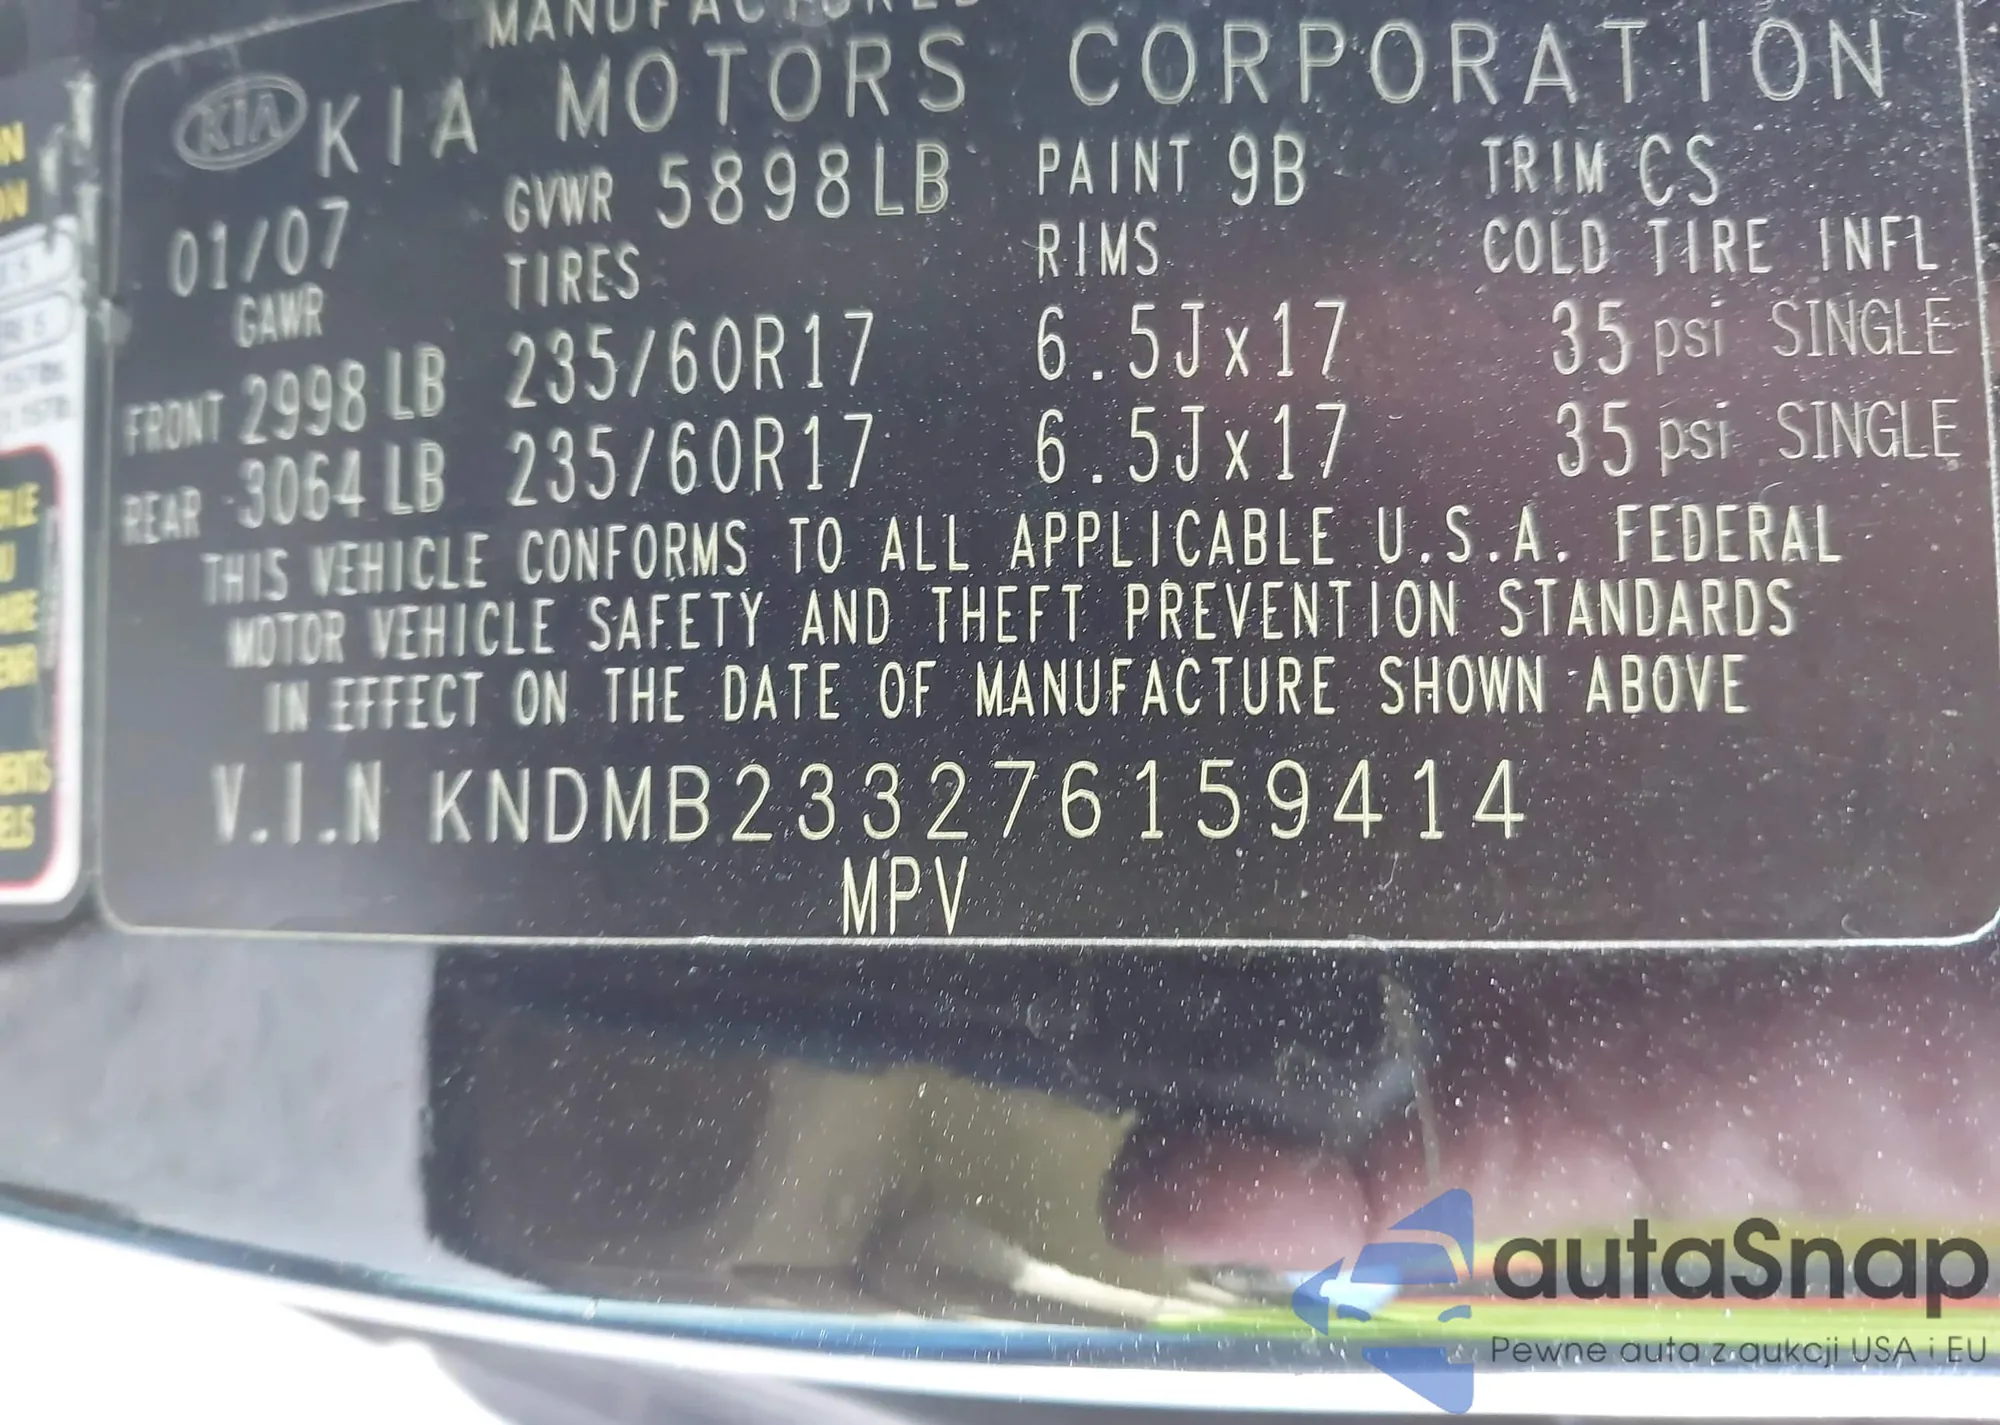 MANUFACTURED
KIA KIA MOTORS CORPORATION
01/07 GVWR 5898LB PAINT 9B TRIM CS
GAWR TIRES RIMS COLD TIRE INFL
FRONT 2998 LB 235/60R17 6.5Jx17 35 psi SINGLE
REAR 3064 LB 235/60R17 6.5Jx17 35 psi SINGLE
THIS VEHICLE CONFORMS TO ALL APPLICABLE U.S.A. FEDERAL
MOTOR VEHICLE SAFETY AND THEFT PREVENTION STANDARDS
IN EFFECT ON THE DATE OF MANUFACTURE SHOWN ABOVE
V.I.N KNDMB233276159414
MPV
autaSnap
Pewne auta z aukcji USA i EU